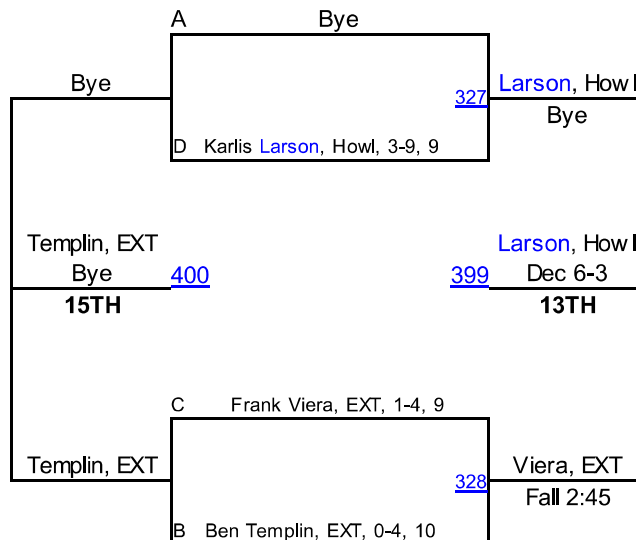 A Bye
Bye
327
Larson, Howl
Bye
D Karlis Larson, Howl, 3-9, 9
Templin, EXT
Bye
15TH
400
399
Larson, Howl
Dec 6-3
13TH
C Frank Viera, EXT, 1-4, 9
Templin, EXT
328
Viera, EXT
Fall 2:45
B Ben Templin, EXT, 0-4, 10